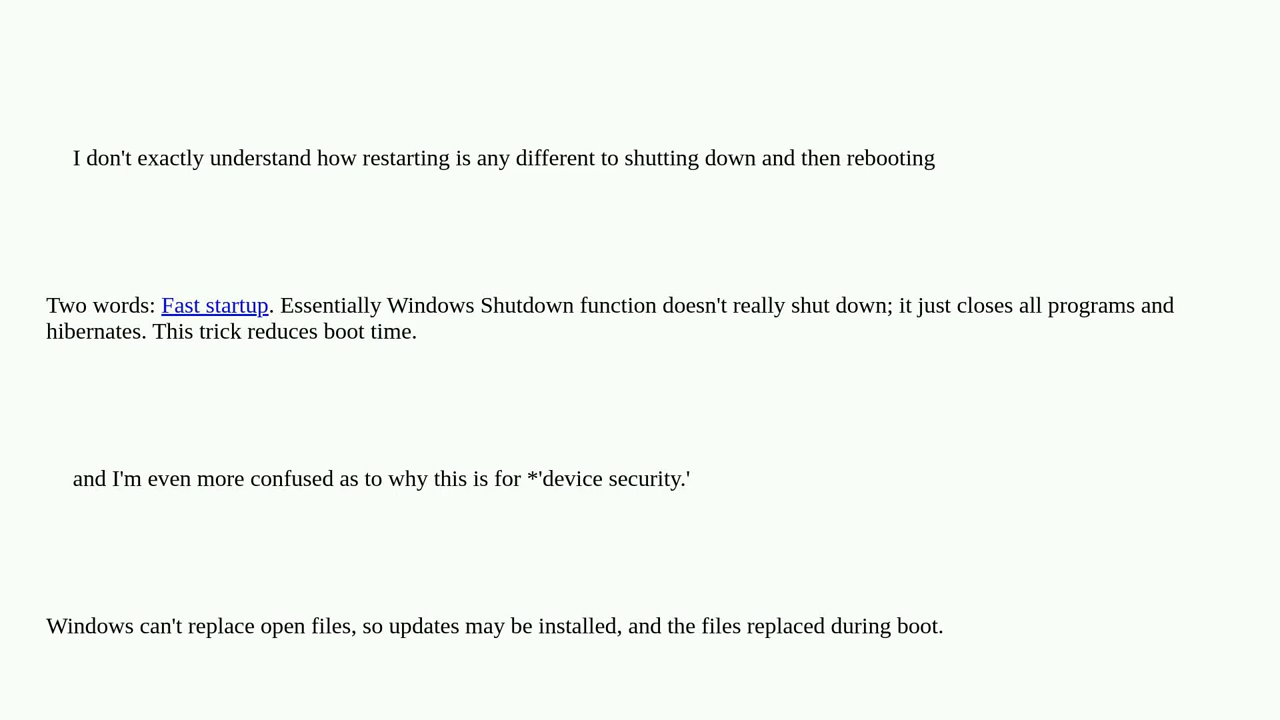 I don't exactly understand how restarting is any different to shutting down and then rebooting
Two words: Fast startup. Essentially Windows Shutdown function doesn't really shut down; it just closes all programs and
hibernates. This trick reduces boot time.
and I'm even more confused as to why this is for *'device security.'
Windows can't replace open files, so updates may be installed, and the files replaced during boot.